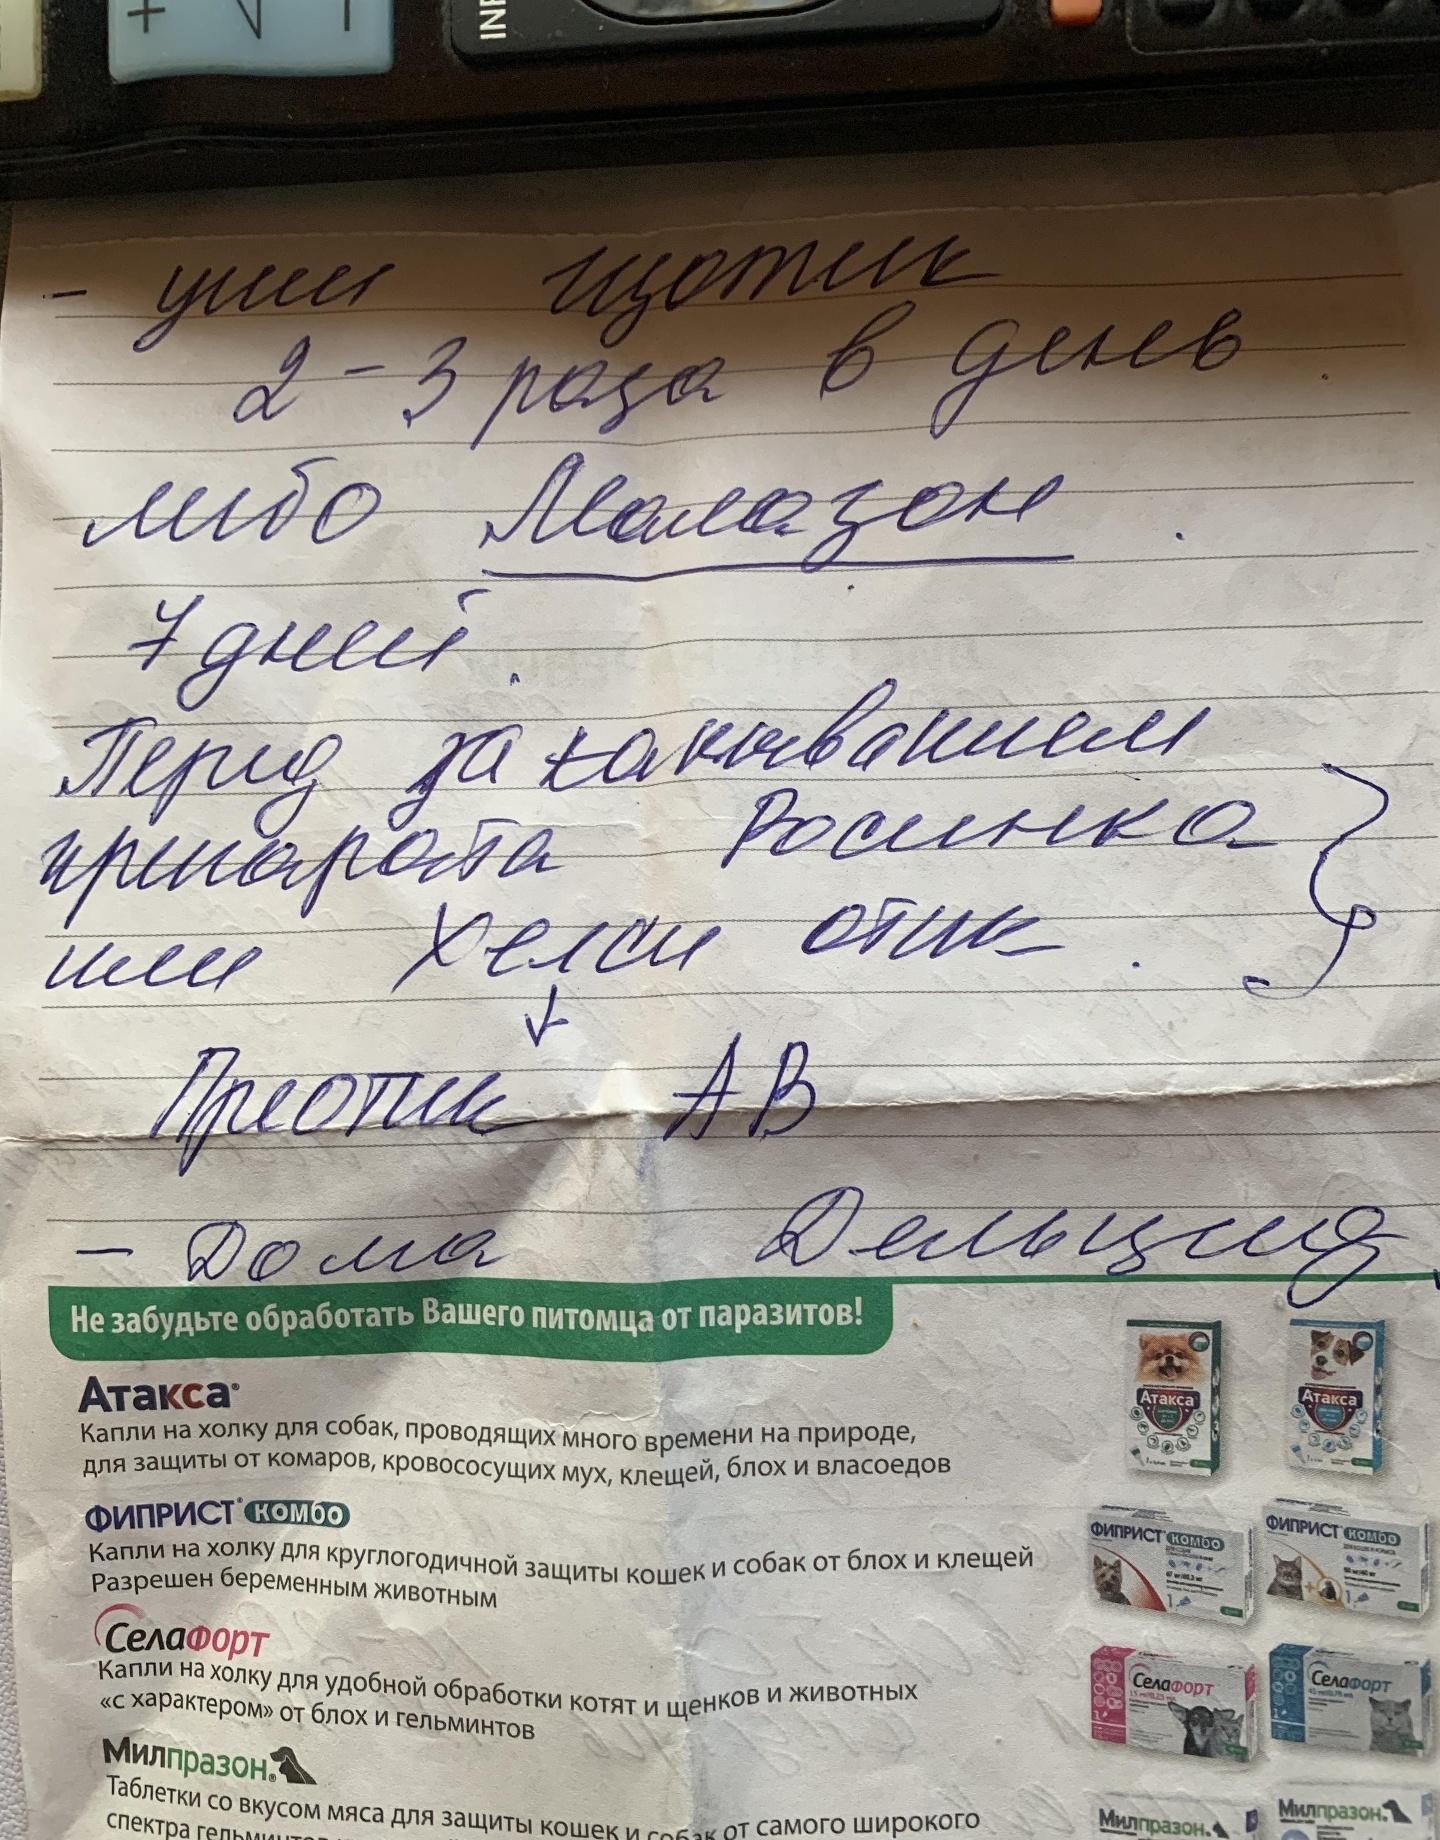 INF
- уши ицотик
2-3 раза в день.
либо Мамазон.
7 дней.
Перед закапыванием
препарата Росинка
или Хелси отик.
Преотик АВ
- Дома Дельцид,
Не забудьте обработать Вашего питомца от паразитов!
Атакса®
Капли на холку для собак, проводящих много времени на природе,
для защиты от комаров, кровососущих мух, клещей, блох и власоедов
ФИПРИСТ® КОМБО
Капли на холку для круглогодичной защиты кошек и собак от блох и клещей
Разрешен беременным животным
СелаФОРТ
Капли на холку для удобной обработки котят и щенков и животных
«с характером» от блох и гельминтов
Милпразон®
Таблетки со вкусом мяса для защиты кошек и собак от самого широкого
спектра
Атакса
Атакса
ФИПРИСТ КОМБО
ФИПРИСТ КОМБО
СелаФОРТ
СелаФОРТ
Милпразон
Милпразон